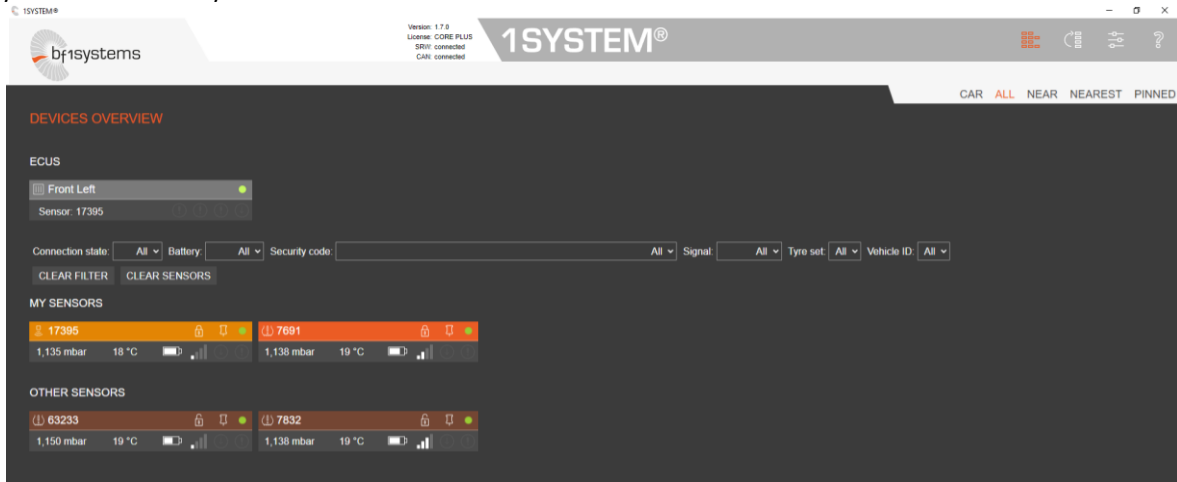 1SYSTEM®
Version: 1.7.0
License: CORE PLUS
SRW: connected
CAN: connected
bf1systems
1SYSTEM®
CAR ALL NEAR NEAREST PINNED
DEVICES OVERVIEW
ECUS
Front Left
Sensor: 17395
Connection state: All Battery: All Security code: All Signal: All Tyre set: All Vehicle ID: All
CLEAR FILTER CLEAR SENSORS
MY SENSORS
17395 7691
1,135 mbar 18 °C 1,138 mbar 19 °C
OTHER SENSORS
63233 7832
1,150 mbar 19 °C 1,138 mbar 19 °C